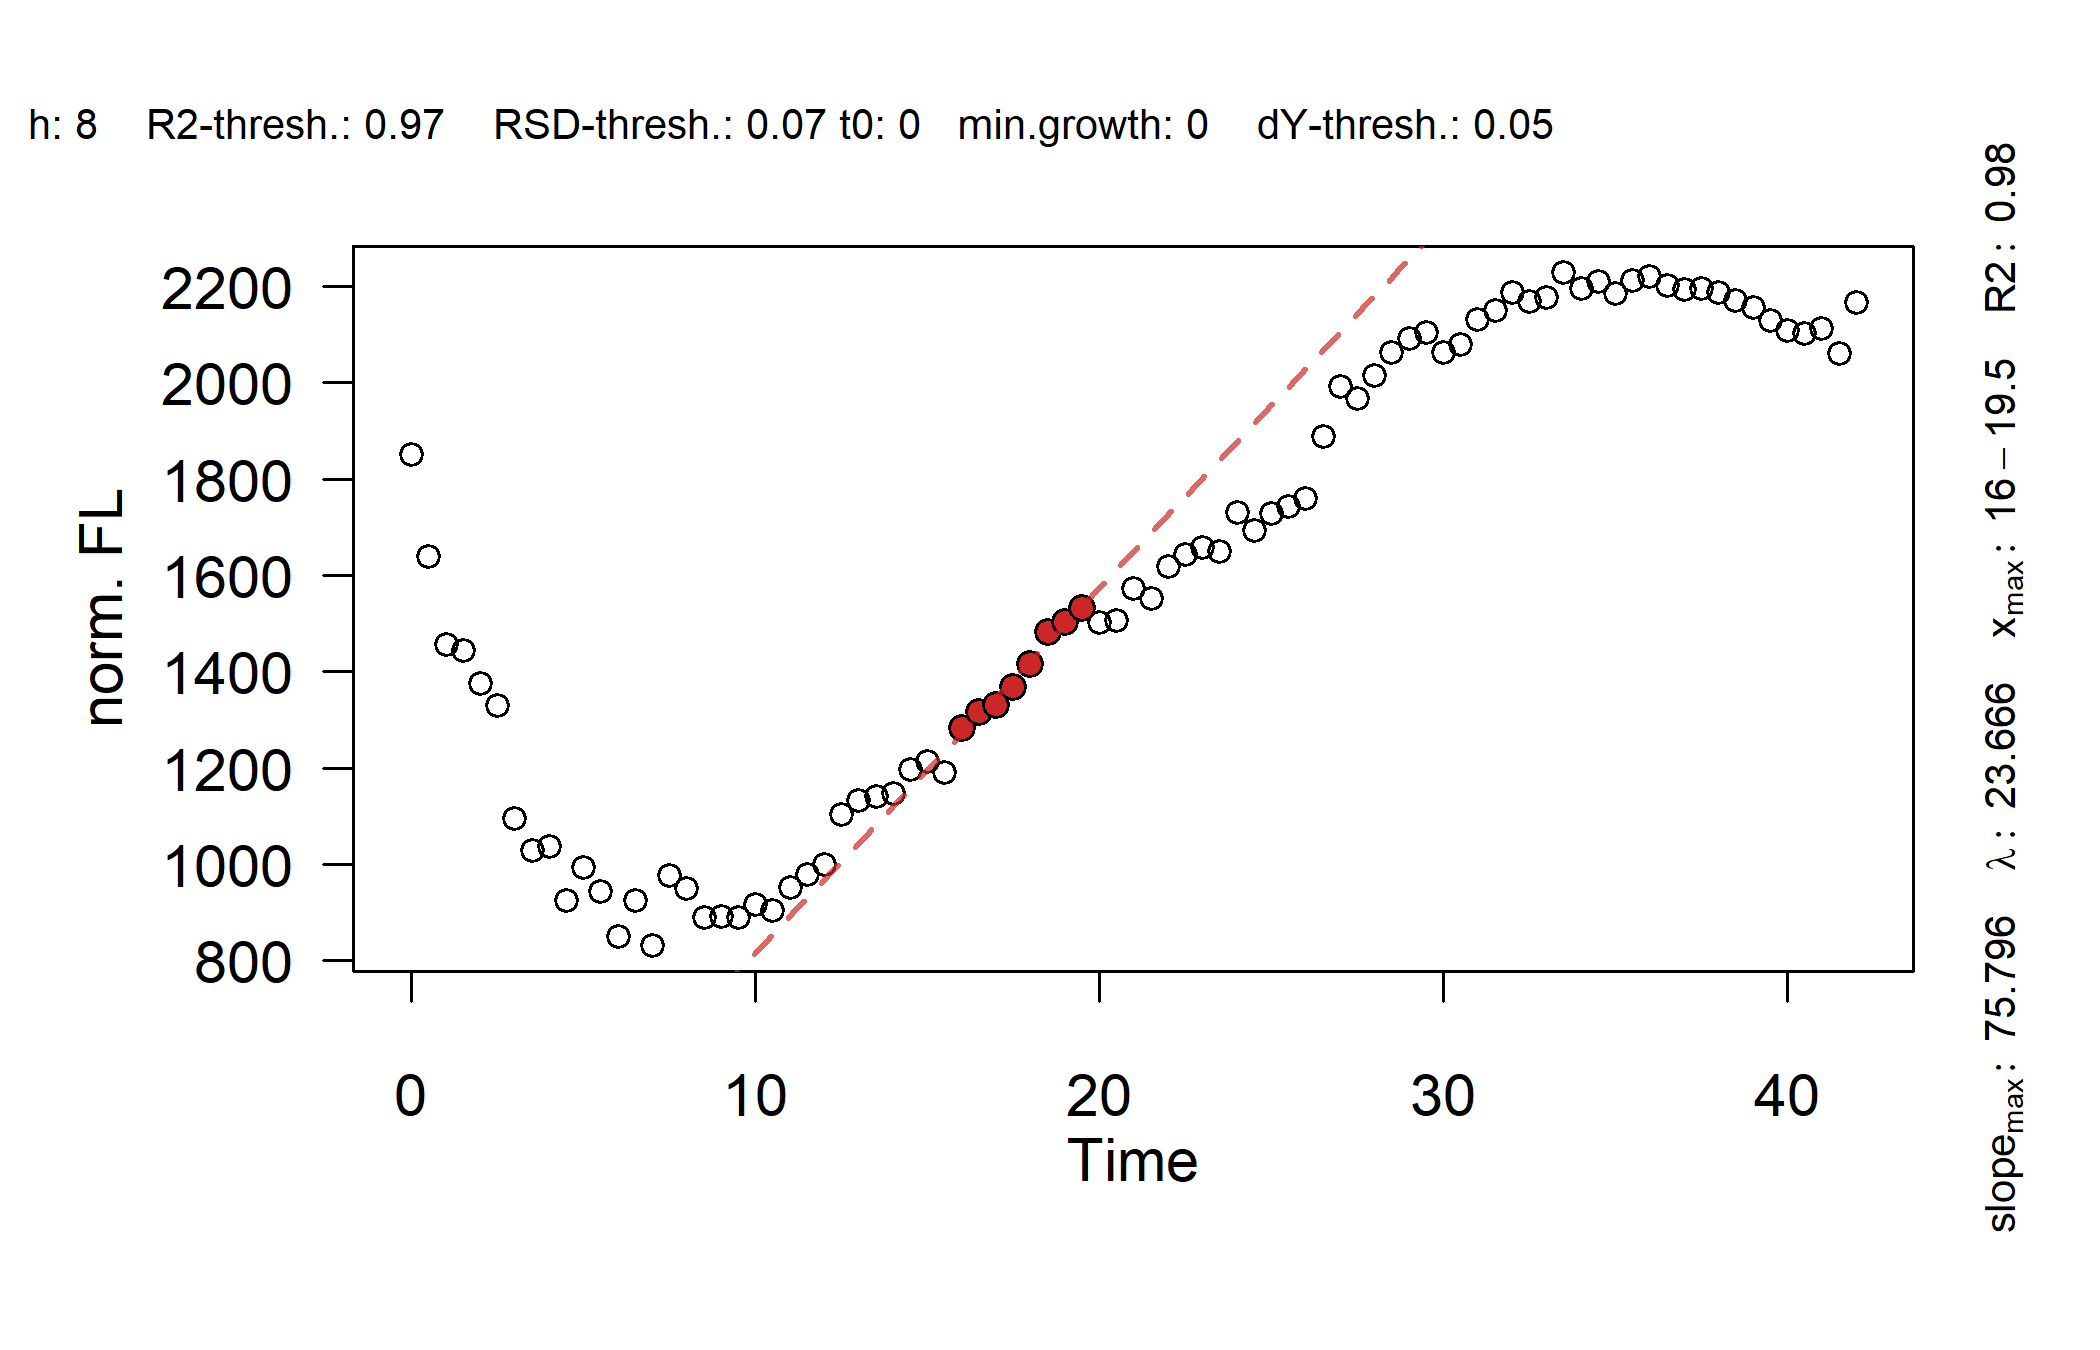 h: 8 R2-thresh.: 0.97 RSD-thresh.: 0.07 t0: 0 min.growth: 0 dY-thresh.: 0.05
norm. FL
2200
2000
1800
1600
1400
1200
1000
800
0 10 20 30 40
Time
slopemax: 75.796 λ: 23.666 xmax: 16 – 19.5 R2: 0.98